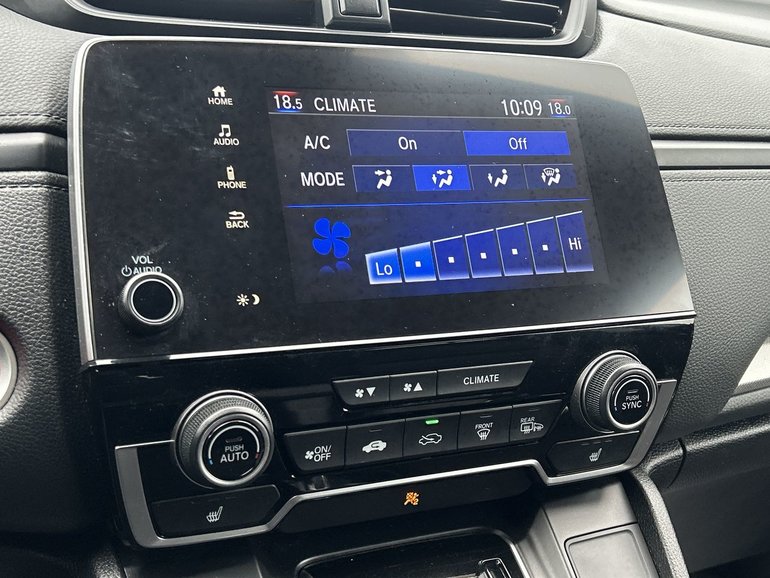 18.5 CLIMATE 10:09 18.0
HOME
A/C On Off
AUDIO
MODE
PHONE
BACK
Lo Hi
VOL
AUDIO
CLIMATE
PUSH
AUTO
ON/
OFF
FRONT
REAR
PUSH
SYNC